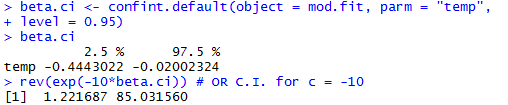 > beta.ci <- confint.default(object = mod.fit, parm = "temp",
+ level = 0.95)
> beta.ci
          2.5 %      97.5 %
temp -0.4443022 -0.02002324
> rev(exp(-10*beta.ci)) # OR C.I. for c = -10
[1]  1.221687 85.031560